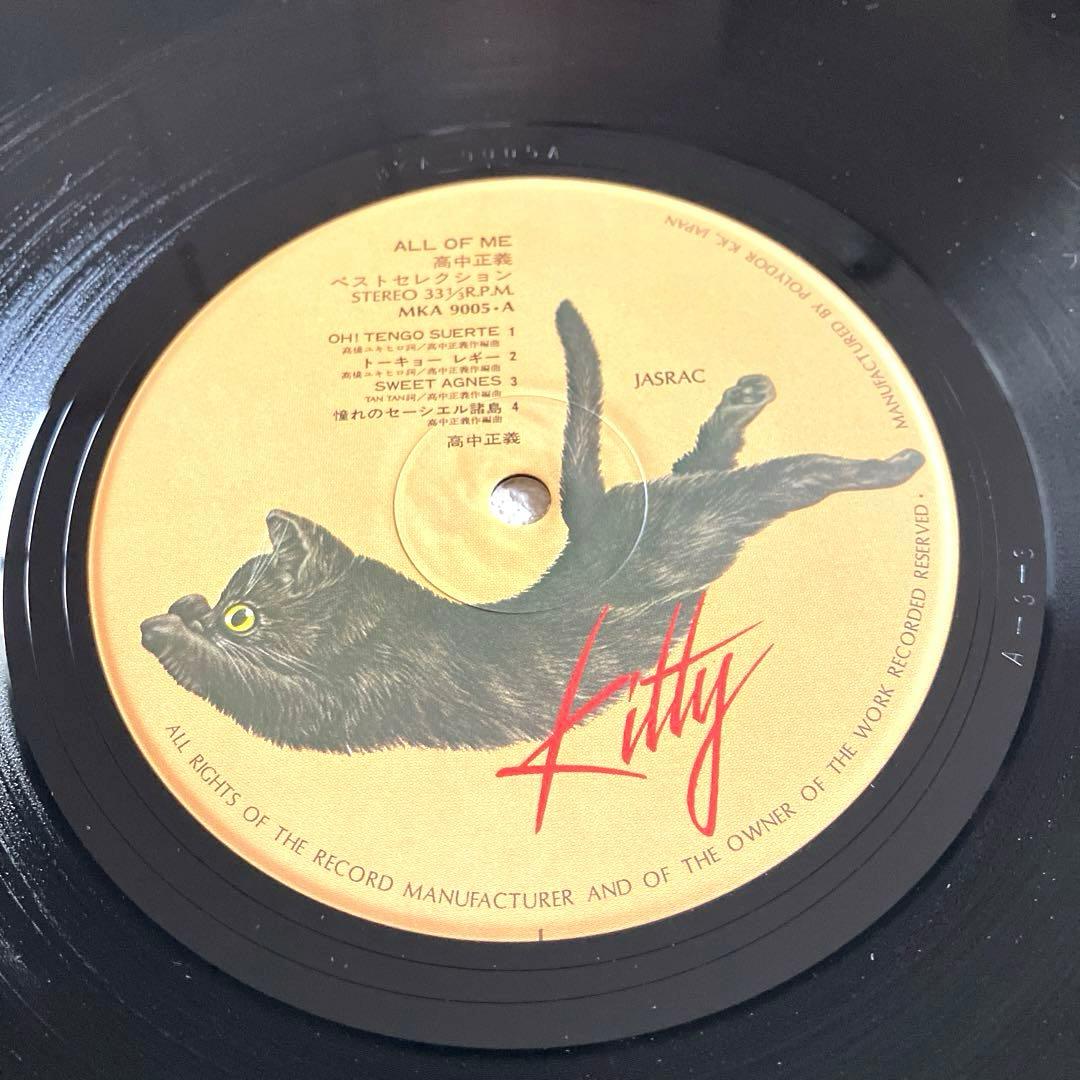 ALL OF ME
高中正義
ベストセレクション
STEREO 33⅓R.P.M.
MKA 9005・A
OH! TENGO SUERTE 1
高橋ユキヒロ詞／高中正義作編曲
トーキョー レギー 2
高橋ユキヒロ詞／高中正義作編曲
SWEET AGNES 3
TAN TAN詞／高中正義作編曲
憧れのセーシエル諸島 4
高中正義作編曲
高中正義
JASRAC
Kitty
MANUFACTURED BY POLYDOR K.K., JAPAN
ALL RIGHTS OF THE RECORD MANUFACTURER AND OF THE OWNER OF THE WORK RECORDED RESERVED・